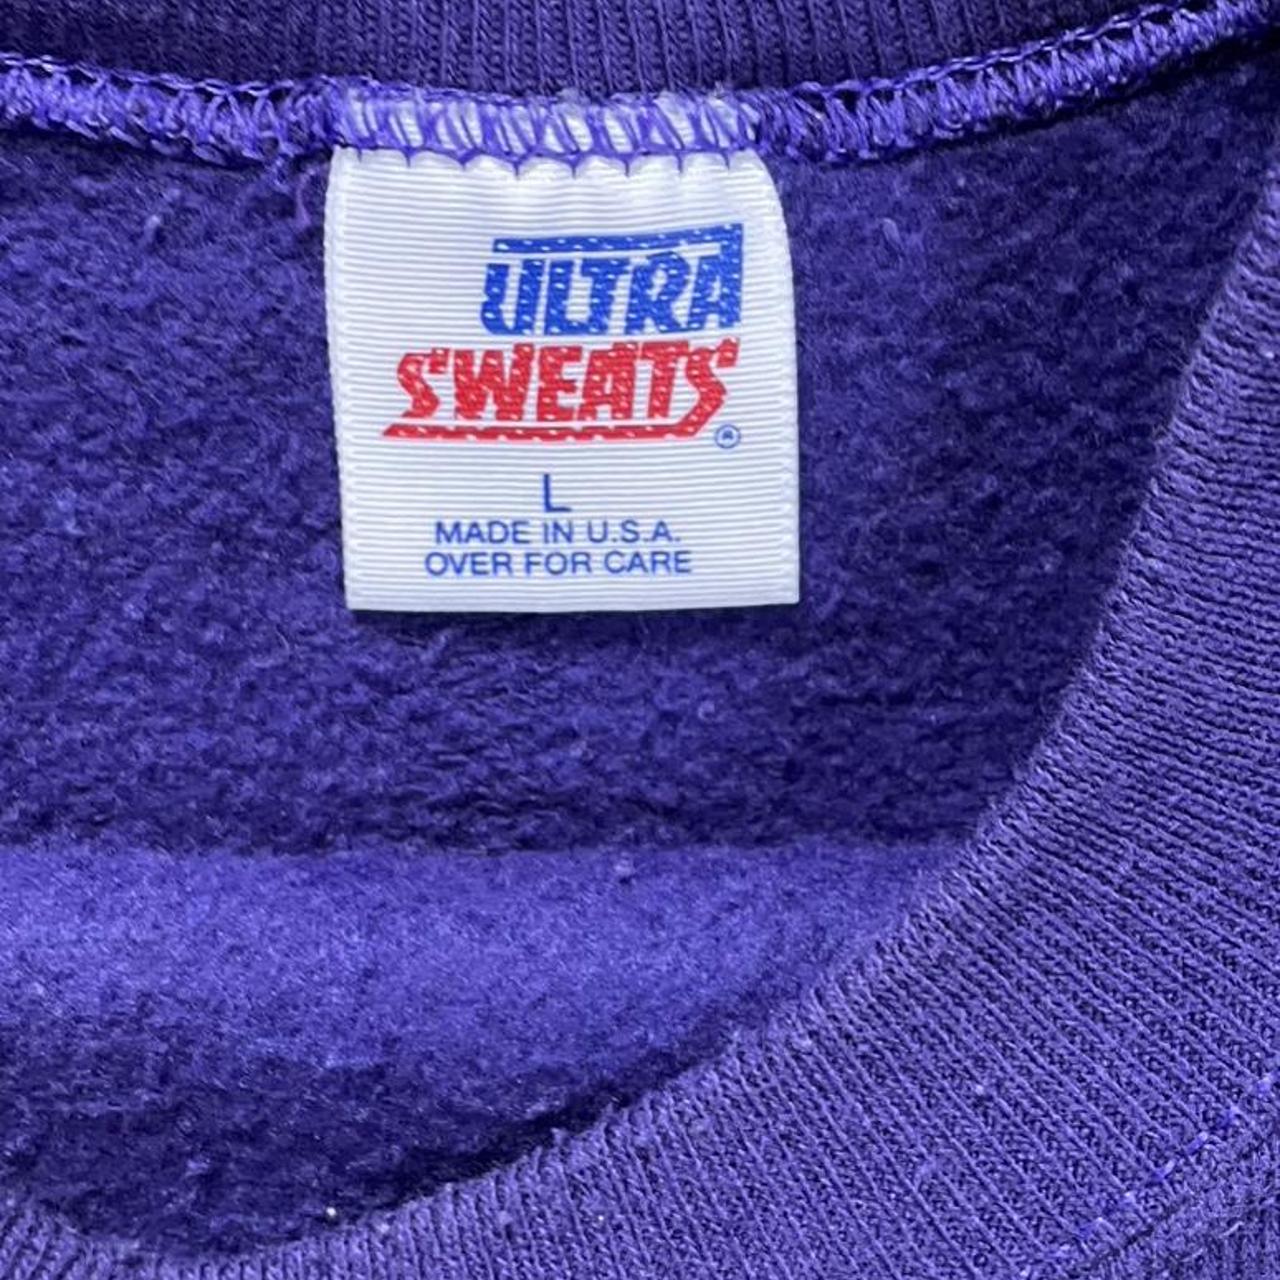 ULTRA
SWEATS®
L
MADE IN U.S.A.
OVER FOR CARE